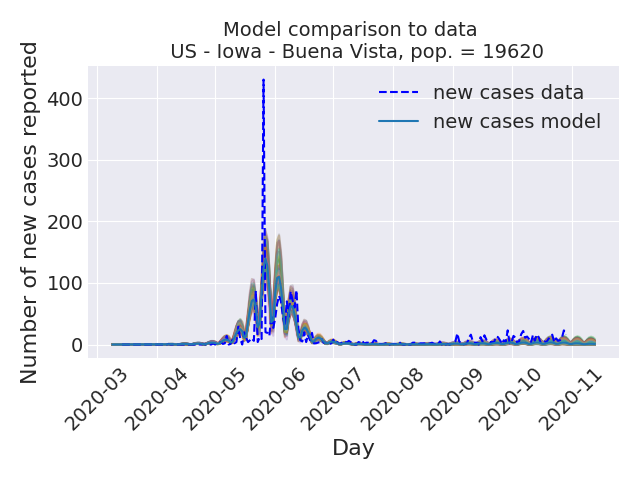 Model comparison to data
US - Iowa - Buena Vista, pop. = 19620
Number of new cases reported
400
300
200
100
0
new cases data
new cases model
2020-03
2020-04
2020-05
2020-06
2020-07
2020-08
2020-09
2020-10
2020-11
Day